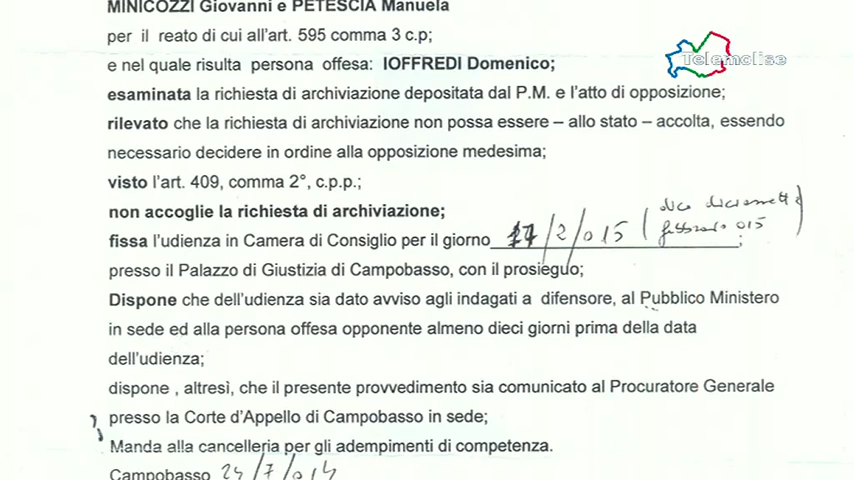 MINICOZZI Giovanni e PETESCIA Manuela
per il reato di cui all'art. 595 comma 3 c.p;
e nel quale risulta persona offesa: IOFFREDI Domenico;
Telemolise
esaminata la richiesta di archiviazione depositata dal P.M. e l'atto di opposizione;
rilevato che la richiesta di archiviazione non possa essere – allo stato – accolta, essendo
necessario decidere in ordine alla opposizione medesima;
visto l'art. 409, comma 2°, c.p.p.;
non accoglie la richiesta di archiviazione;
fissa l'udienza in Camera di Consiglio per il giorno 17/2/015 (dico diciassette
febbraio 015)
;
presso il Palazzo di Giustizia di Campobasso, con il prosieguo;
Dispone che dell'udienza sia dato avviso agli indagati a difensore, al Pubblico Ministero
in sede ed alla persona offesa opponente almeno dieci giorni prima della data
dell'udienza;
dispone , altresì, che il presente provvedimento sia comunicato al Procuratore Generale
presso la Corte d'Appello di Campobasso in sede;
Manda alla cancelleria per gli adempimenti di competenza.
Campobasso 24/7/014